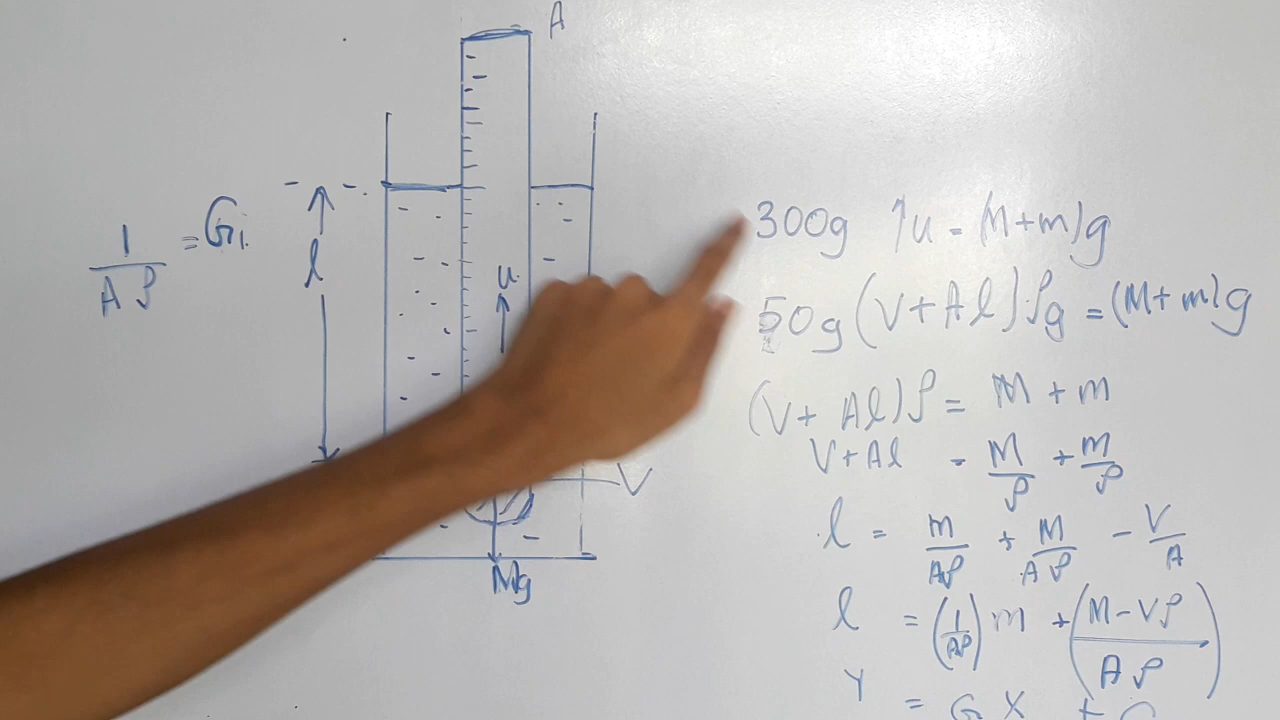 A
1/Aρ = G₁
l
u
V
Mg
300g ↑u = (M+m)g
50g (V+Al)ρg = (M+m)g
(V+Al)ρ = M+m
V+Al = M/ρ + m/ρ
l = m/Aρ + M/Aρ - V/A
l = (1/Aρ)m + ((M-Vρ)/Aρ)
Y = G X +